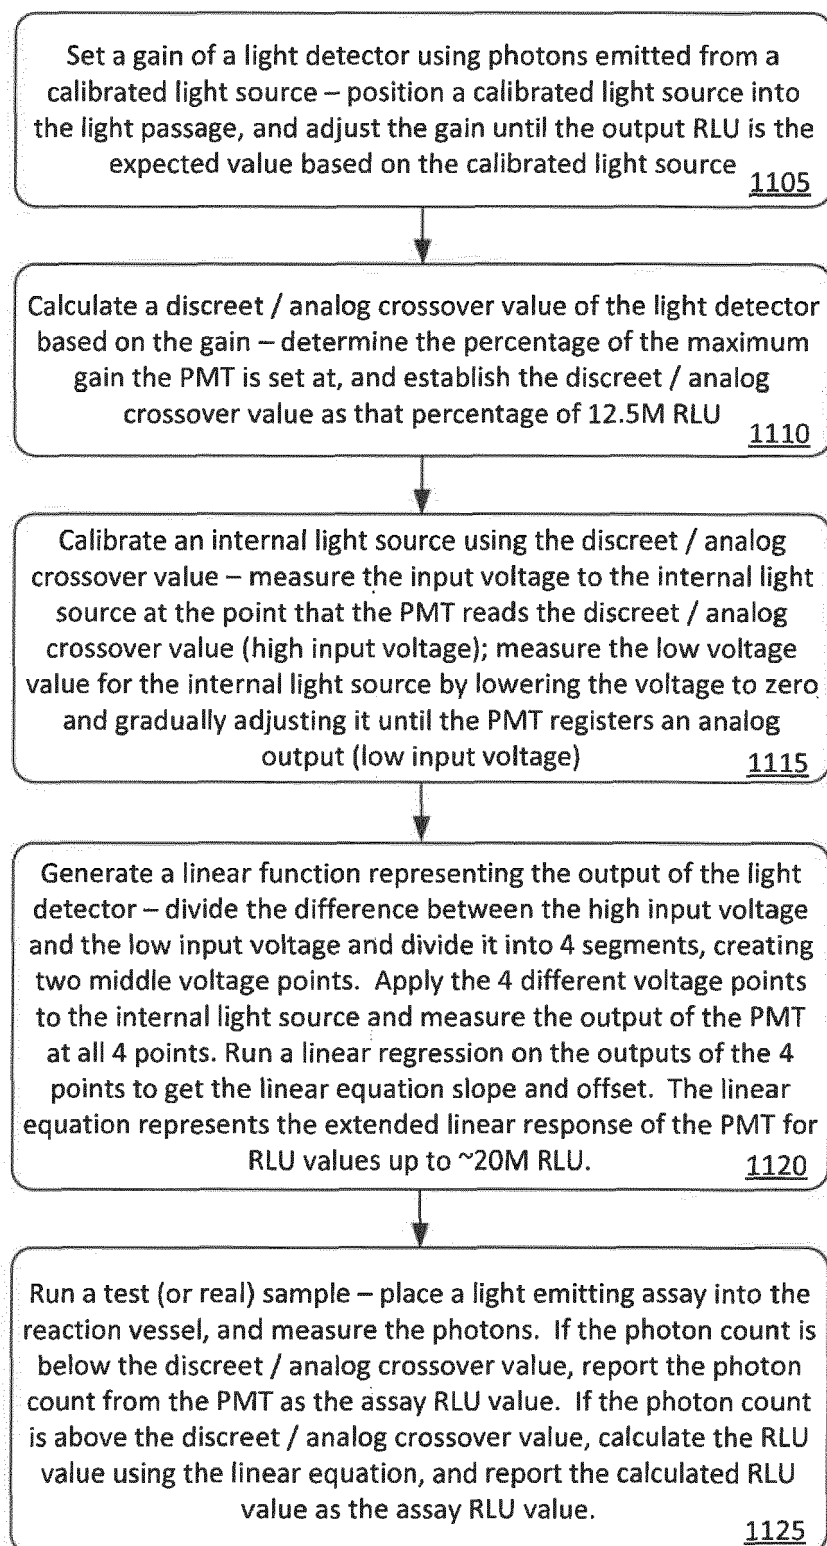 Set a gain of a light detector using photons emitted from a
calibrated light source – position a calibrated light source into
the light passage, and adjust the gain until the output RLU is the
expected value based on the calibrated light source
1105
Calculate a discreet / analog crossover value of the light detector
based on the gain – determine the percentage of the maximum
gain the PMT is set at, and establish the discreet / analog
crossover value as that percentage of 12.5M RLU
1110
Calibrate an internal light source using the discreet / analog
crossover value – measure the input voltage to the internal light
source at the point that the PMT reads the discreet / analog
crossover value (high input voltage); measure the low voltage
value for the internal light source by lowering the voltage to zero
and gradually adjusting it until the PMT registers an analog
output (low input voltage)
1115
Generate a linear function representing the output of the light
detector – divide the difference between the high input voltage
and the low input voltage and divide it into 4 segments, creating
two middle voltage points. Apply the 4 different voltage points
to the internal light source and measure the output of the PMT
at all 4 points. Run a linear regression on the outputs of the 4
points to get the linear equation slope and offset. The linear
equation represents the extended linear response of the PMT for
RLU values up to ~20M RLU.
1120
Run a test (or real) sample – place a light emitting assay into the
reaction vessel, and measure the photons. If the photon count is
below the discreet / analog crossover value, report the photon
count from the PMT as the assay RLU value. If the photon count
is above the discreet / analog crossover value, calculate the RLU
value using the linear equation, and report the calculated RLU
value as the assay RLU value.
1125